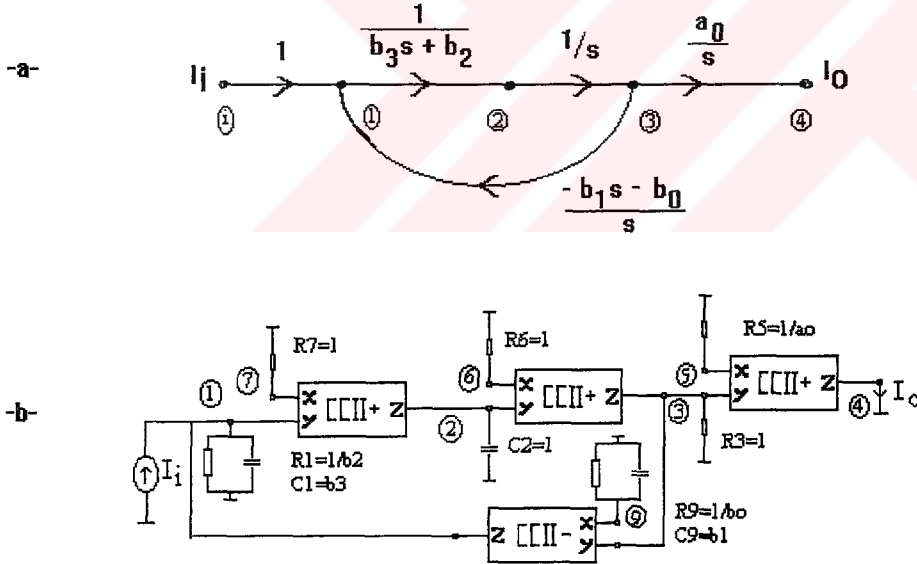 -a-
Ii 1 1/(b3s + b2) 1/s a0/s Io
ⓘ ① ② ③ ④
(- b1s - b0)/s
-b-
R7=1
R6=1
R5=1/ao
① ⑦ X Y CCII+ Z
⑥ X Y CCII+ Z
⑤ X Y CCII+ Z
② ③ ④ Io
C2=1
R3=1
Ii
R1=1/b2
C1=b3
Z CCII- X Y ⑨
R9=1/bo
C9=b1